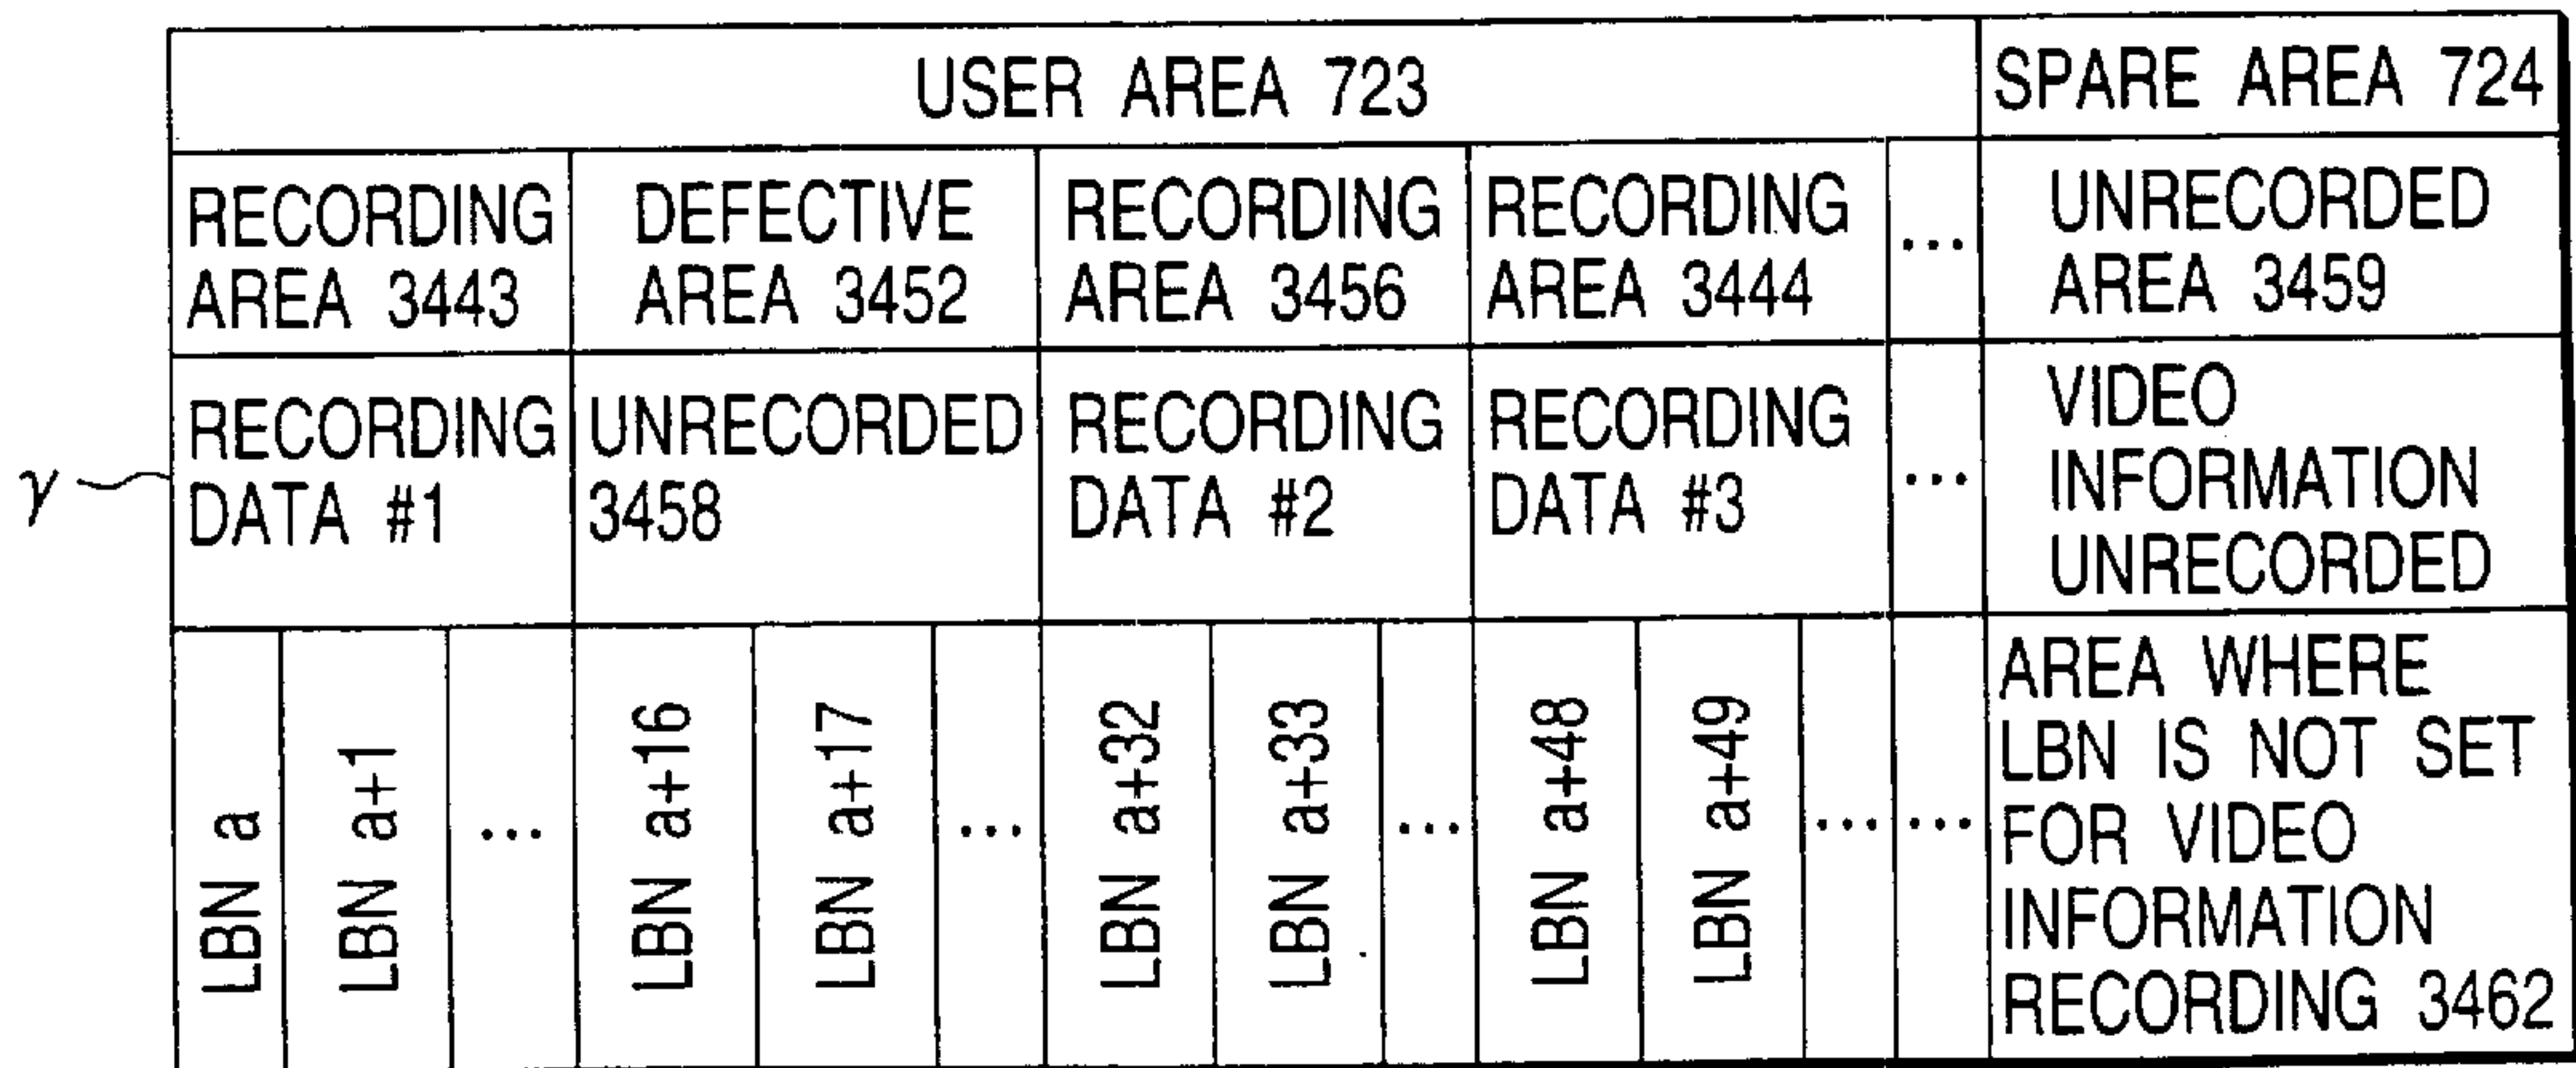 USER AREA 723
SPARE AREA 724
RECORDING
AREA 3443
DEFECTIVE
AREA 3452
RECORDING
AREA 3456
RECORDING
AREA 3444
...
UNRECORDED
AREA 3459
γ
RECORDING
DATA #1
UNRECORDED
3458
RECORDING
DATA #2
RECORDING
DATA #3
...
VIDEO
INFORMATION
UNRECORDED
LBN a
LBN a+1
...
LBN a+16
LBN a+17
...
LBN a+32
LBN a+33
...
LBN a+48
LBN a+49
...
...
AREA WHERE
LBN IS NOT SET
FOR VIDEO
INFORMATION
RECORDING 3462